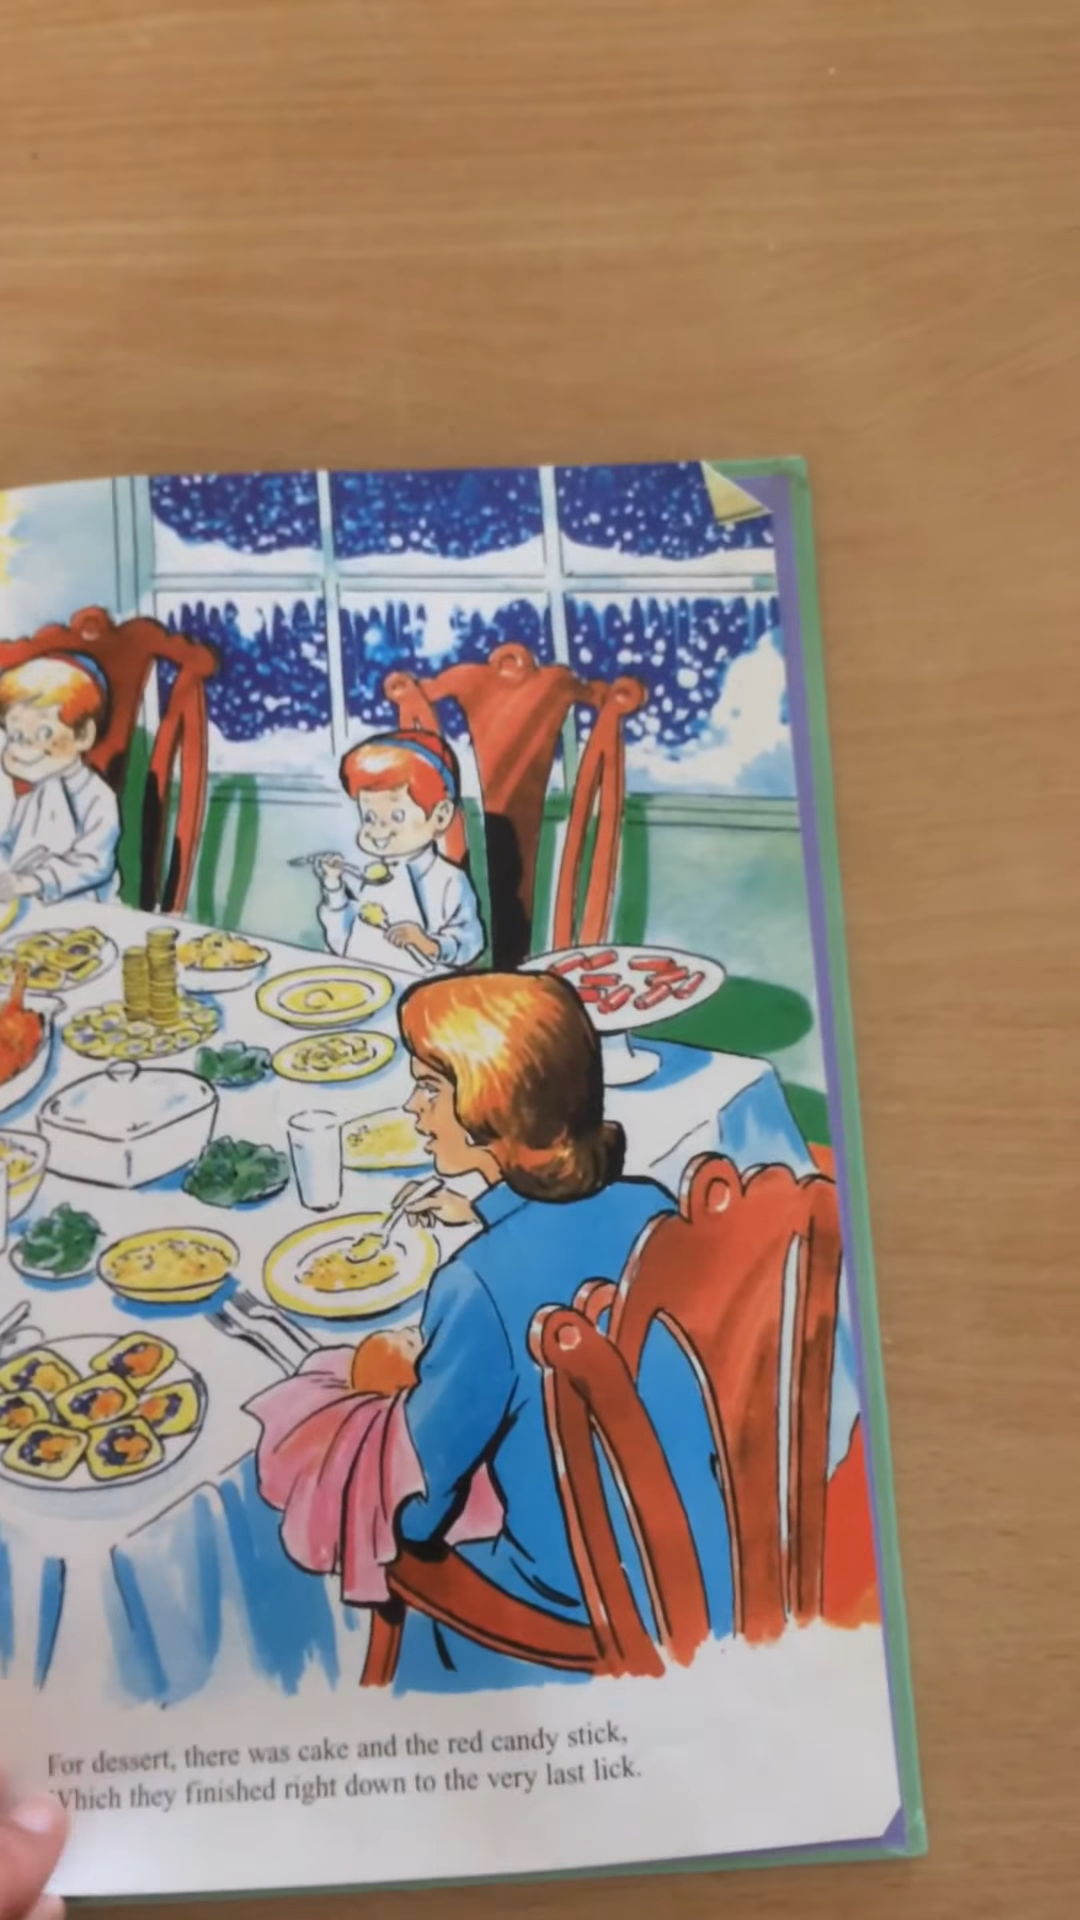 For dessert, there was cake and the red candy stick,
Which they finished right down to the very last lick.